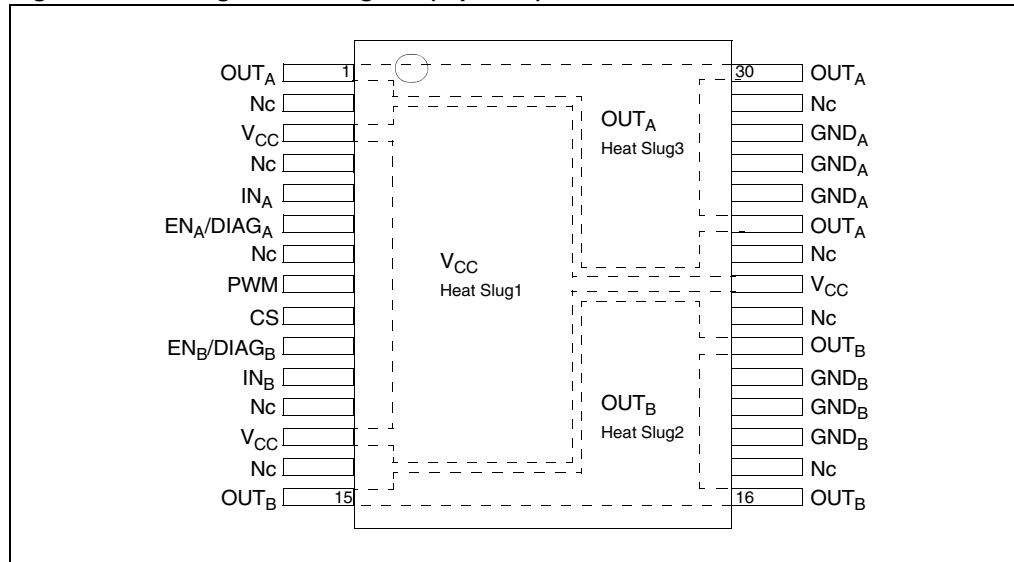 OUTA 1 30 OUTA
Nc Nc
VCC GNDA
Nc GNDA
INA GNDA
ENA/DIAGA OUTA
Nc Nc
PWM VCC
CS Nc
ENB/DIAGB OUTB
INB GNDB
Nc GNDB
VCC GNDB
Nc Nc
OUTB 15 16 OUTB
OUTA
Heat Slug3
VCC
Heat Slug1
OUTB
Heat Slug2